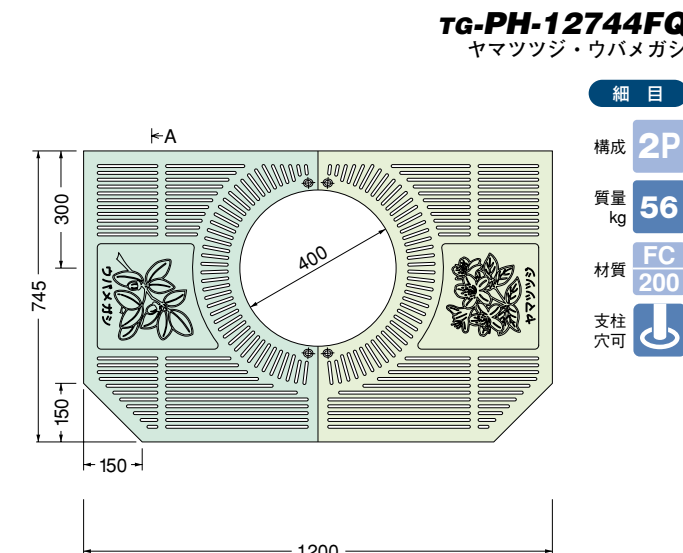 TG-PH-12744FQ
ヤマツツジ・ウバメガシ
細 目
A
構成 2P
質量 kg 56
材質 FC 200
支柱穴可
300
745
400
ウバメガシ
ヤマツツジ
150
150
1200